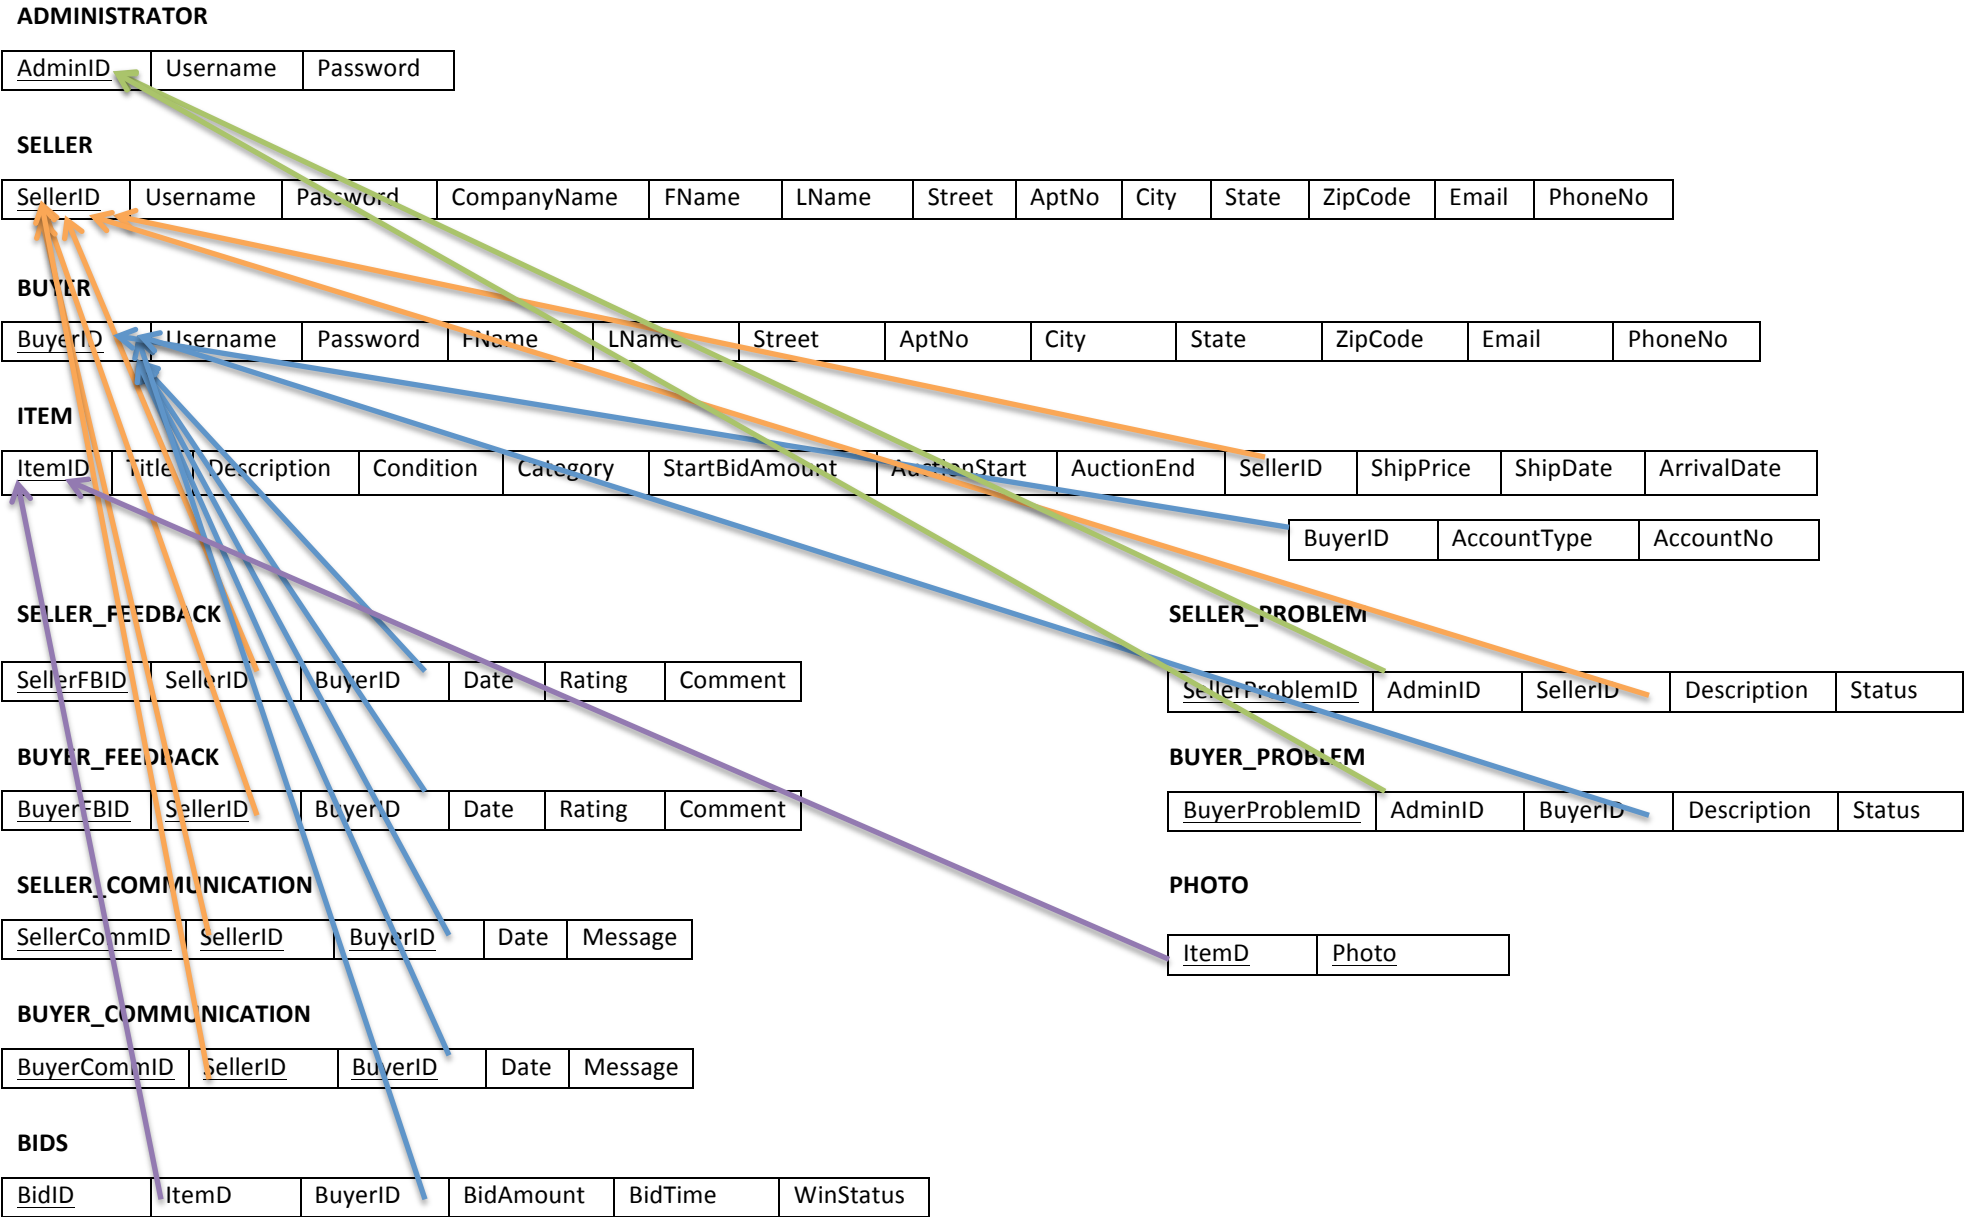 ADMINISTRATOR
AdminID Username Password
SELLER
SellerID Username Password CompanyName FName LName Street AptNo City State ZipCode Email PhoneNo
BUYER
BuyerID Username Password FName LName Street AptNo City State ZipCode Email PhoneNo
ITEM
ItemID Title Description Condition Category StartBidAmount AuctionStart AuctionEnd SellerID ShipPrice ShipDate ArrivalDate
BuyerID AccountType AccountNo
SELLER_FEEDBACK
SellerFBID SellerID BuyerID Date Rating Comment
BUYER_FEEDBACK
BuyerFBID SellerID BuyerID Date Rating Comment
SELLER_COMMUNICATION
SellerCommID SellerID BuyerID Date Message
BUYER_COMMUNICATION
BuyerCommID SellerID BuyerID Date Message
BIDS
BidID ItemD BuyerID BidAmount BidTime WinStatus
SELLER_PROBLEM
SellerProblemID AdminID SellerID Description Status
BUYER_PROBLEM
BuyerProblemID AdminID BuyerID Description Status
PHOTO
ItemD Photo